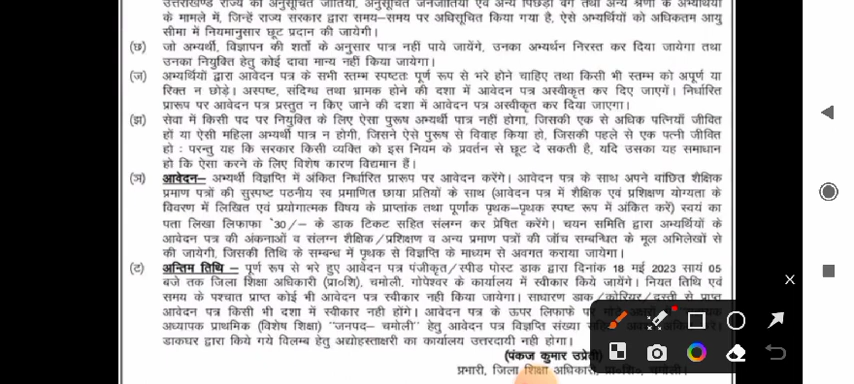 उत्तराखण्ड राज्य की अनुसूचित जातियों, अनुसूचित जनजातियों एवं अन्य पिछड़ा वर्ग तथा अन्य श्रेणी के अभ्यर्थियों
के मामले में, जिन्हें राज्य सरकार द्वारा समय–समय पर अधिसूचित किया गया है, ऐसे अभ्यर्थियों को अधिकतम आयु
सीमा में नियमानुसार छूट प्रदान की जायेगी।
(छ) जो अभ्यर्थी, विज्ञापन की शर्तो के अनुसार पात्र नहीं पाये जायेंगे, उनका अभ्यर्थन निरस्त कर दिया जायेगा तथा
उनका नियुक्ति हेतु कोई दावा मान्य नहीं किया जायेगा।
(ज) अभ्यर्थियों द्वारा आवेदन पत्र के सभी स्तम्भ स्पष्टतः पूर्ण रूप से भरे होने चाहिए तथा किसी भी स्तम्भ को अपूर्ण या
रिक्त न छोड़े। अस्पष्ट, संदिग्ध तथा भ्रामक होने की दशा में आवेदन पत्र अस्वीकृत कर दिए जाएगें। निर्धारित
प्रारूप पर आवेदन पत्र प्रस्तुत न किए जाने की दशा में आवेदन पत्र अस्वीकृत कर दिया जाएगा।
(झ) सेवा में किसी पद पर नियुक्ति के लिए ऐसा पुरूष अभ्यर्थी पात्र नहीं होगा, जिसकी एक से अधिक पत्नियाँ जीवित
हों या ऐसी महिला अभ्यर्थी पात्र न होगी, जिसने ऐसे पुरूष से विवाह किया हो, जिसकी पहले से एक पत्नी जीवित
हो : परन्तु यह कि सरकार किसी व्यक्ति को इस नियम के प्रवर्तन से छूट दे सकती है, यदि उसका यह समाधान
हो कि ऐसा करने के लिए विशेष कारण विद्यमान हैं।
(ञ) आवेदन– अभ्यर्थी विज्ञप्ति में अंकित निर्धारित प्रारूप पर आवेदन करेंगे। आवेदन पत्र के साथ अपने वांछित शैक्षिक
प्रमाण पत्रों की सुस्पष्ट पठनीय स्व प्रमाणित छाया प्रतियों के साथ (आवेदन पत्र में शैक्षिक एवं प्रशिक्षण योग्यता के
विवरण में लिखित एवं प्रयोगात्मक विषय के प्राप्तांक तथा पूर्णांक पृथक–पृथक स्पष्ट रूप में अंकित करें) स्वयं का
पता लिखा लिफाफा `30/– के डाक टिकट सहित संलग्न कर प्रेषित करेंगे। चयन समिति द्वारा अभ्यर्थियों के
आवेदन पत्र की अंकनाओं व संलग्न शैक्षिक/प्रशिक्षण व अन्य प्रमाण पत्रों की जाँच सम्बन्धित के मूल अभिलेखों से
की जायेगी, जिसकी तिथि के सम्बन्ध में पृथक से विज्ञप्ति के माध्यम से अवगत कराया जायेगा।
(ट) अन्तिम तिथि – पूर्ण रूप से भरे हुए आवेदन पत्र पंजीकृत/स्पीड पोस्ट डाक द्वारा दिनांक 18 मई 2023 सायं 05
बजे तक जिला शिक्षा अधिकारी (प्रा०शि), चमोली, गोपेश्वर के कार्यालय में स्वीकार किये जायेंगे। नियत तिथि एवं
समय के पश्चात प्राप्त कोई भी आवेदन पत्र स्वीकार नही किया जायेगा। साधारण डाक/कोरियर/दस्ती से प्राप्त
आवेदन पत्र किसी भी दशा में स्वीकार नहीं होंगे। आवेदन पत्र के ऊपर लिफाफे पर
अध्यापक प्राथमिक (विशेष शिक्षा) "जनपद– चमोली" हेतु आवेदन पत्र विज्ञप्ति संख्या
डाकघर द्वारा किये गये विलम्ब हेतु अद्योहस्ताक्षरी का कार्यालय उत्तरदायी नही होगा।
(पंकज कुमार उप्रेती)
प्रभारी, जिला शिक्षा अधिकारी, प्रा०शि०, चमोली।